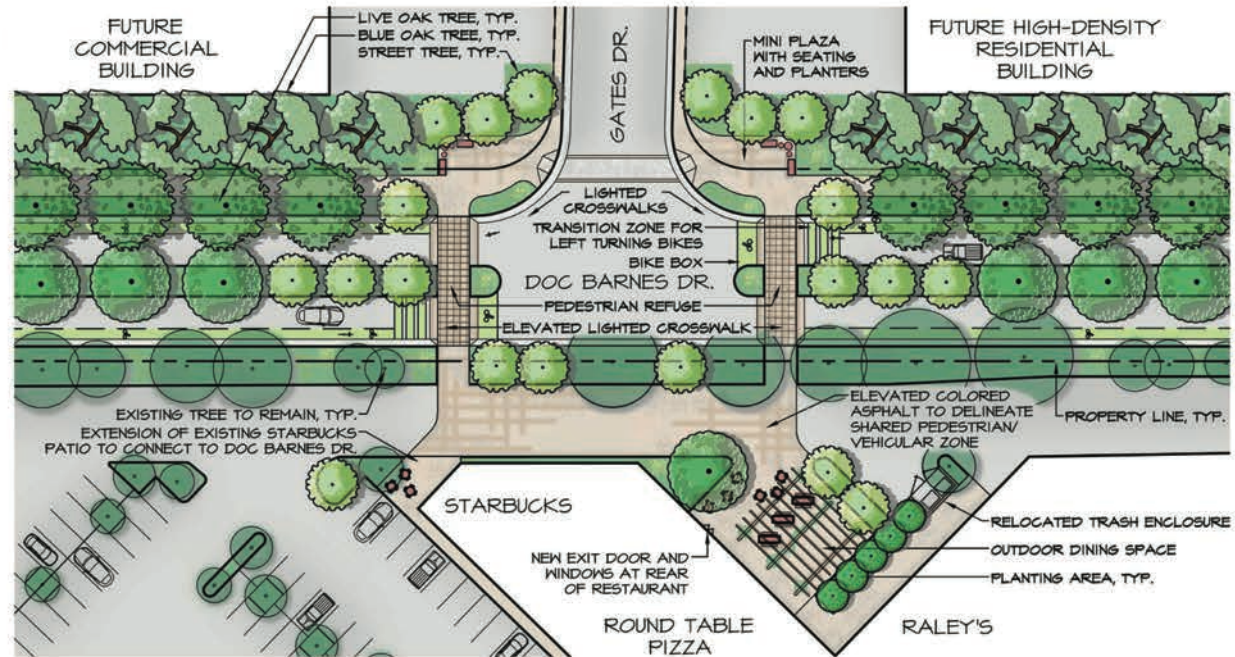 FUTURE
COMMERCIAL
BUILDING
LIVE OAK TREE, TYP.
BLUE OAK TREE, TYP.
STREET TREE, TYP.
GATES DR.
MINI PLAZA
WITH SEATING
AND PLANTERS
FUTURE HIGH-DENSITY
RESIDENTIAL
BUILDING
LIGHTED
CROSSWALKS
TRANSITION ZONE FOR
LEFT TURNING BIKES
BIKE BOX
DOC BARNES DR.
PEDESTRIAN REFUGE
ELEVATED LIGHTED CROSSWALK
EXISTING TREE TO REMAIN, TYP.
EXTENSION OF EXISTING STARBUCKS
PATIO TO CONNECT TO DOC BARNES DR.
ELEVATED COLORED
ASPHALT TO DELINEATE
SHARED PEDESTRIAN/
VEHICULAR ZONE
PROPERTY LINE, TYP.
STARBUCKS
NEW EXIT DOOR AND
WINDOWS AT REAR
OF RESTAURANT
RELOCATED TRASH ENCLOSURE
OUTDOOR DINING SPACE
PLANTING AREA, TYP.
ROUND TABLE
PIZZA
RALEY'S